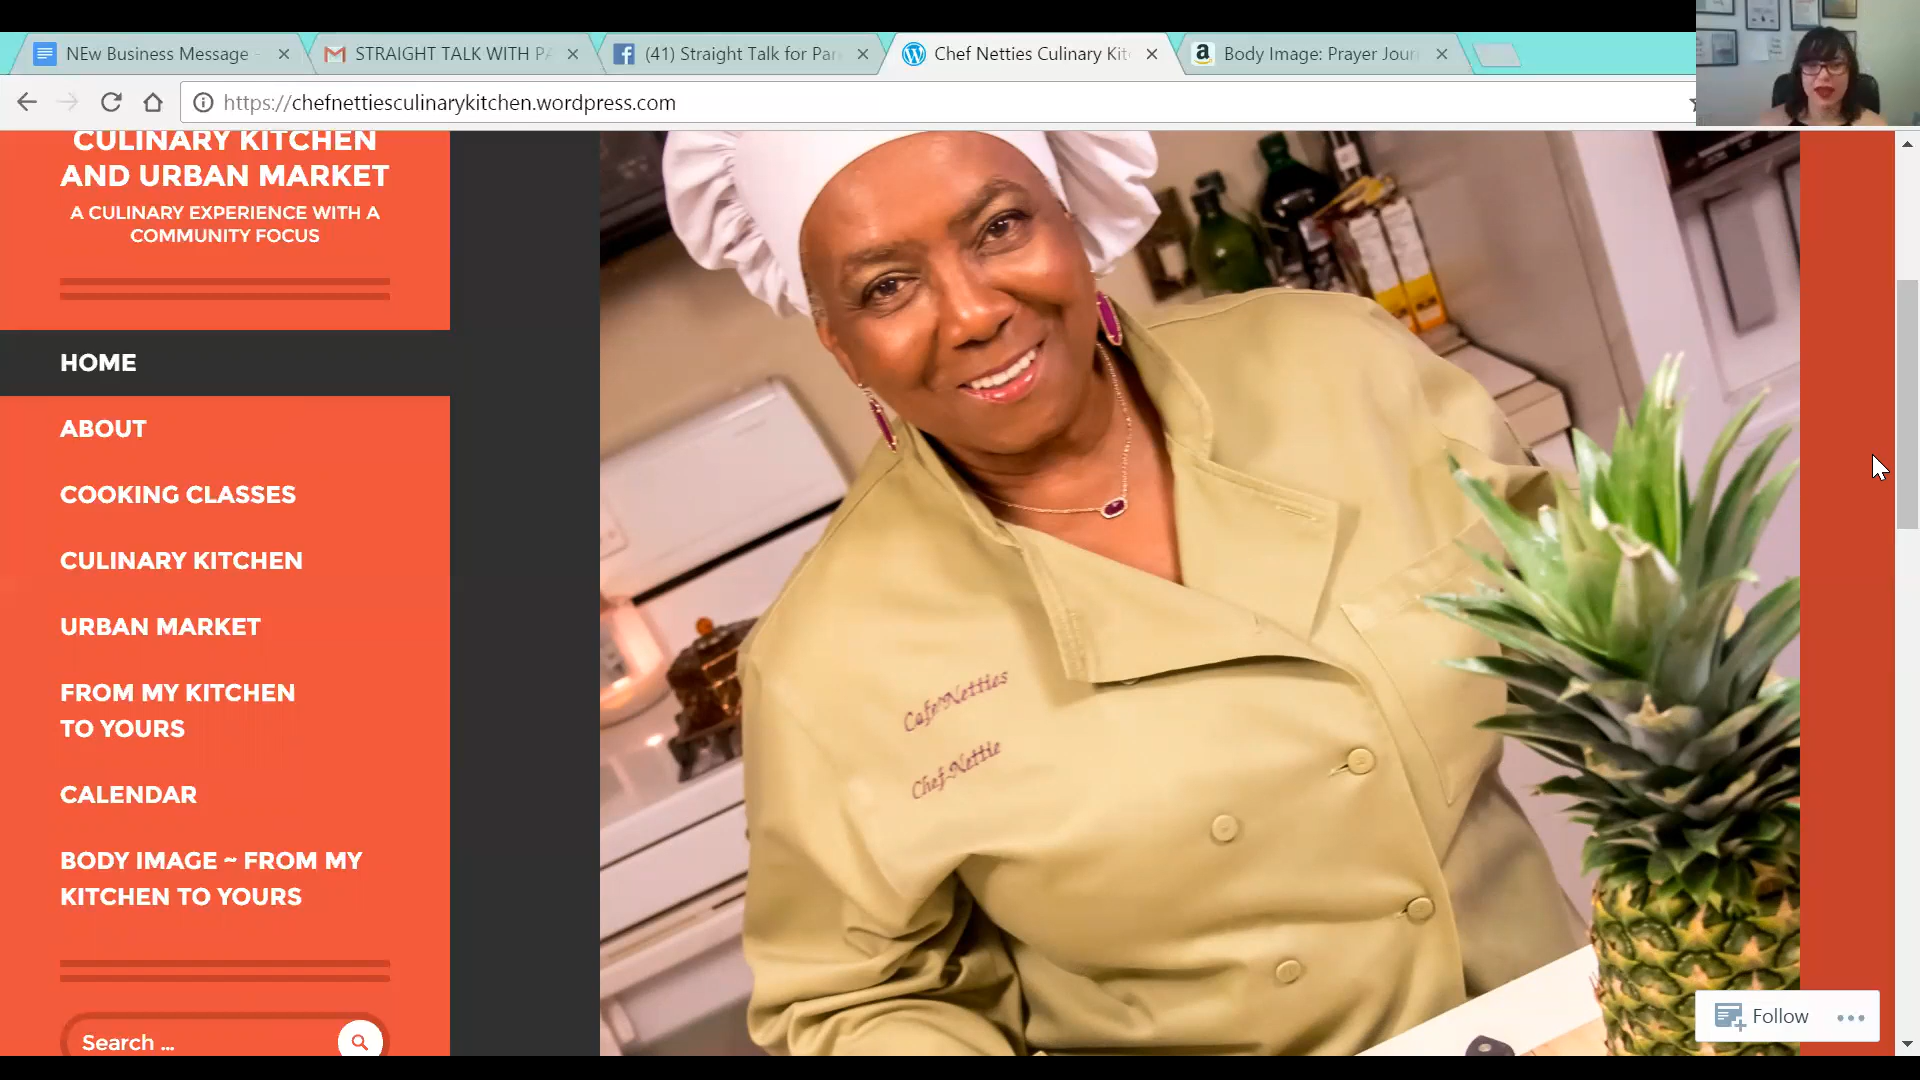 NEw Business Message
STRAIGHT TALK WITH PA
(41) Straight Talk for Par
Chef Netties Culinary Kit
Body Image: Prayer Jour
https://chefnettiesculinarykitchen.wordpress.com
CULINARY KITCHEN
AND URBAN MARKET
A CULINARY EXPERIENCE WITH A
COMMUNITY FOCUS
HOME
ABOUT
COOKING CLASSES
CULINARY KITCHEN
URBAN MARKET
FROM MY KITCHEN
TO YOURS
CALENDAR
BODY IMAGE ~ FROM MY
KITCHEN TO YOURS
Search ...
Cafe' Netties
Chef Nettie
Follow